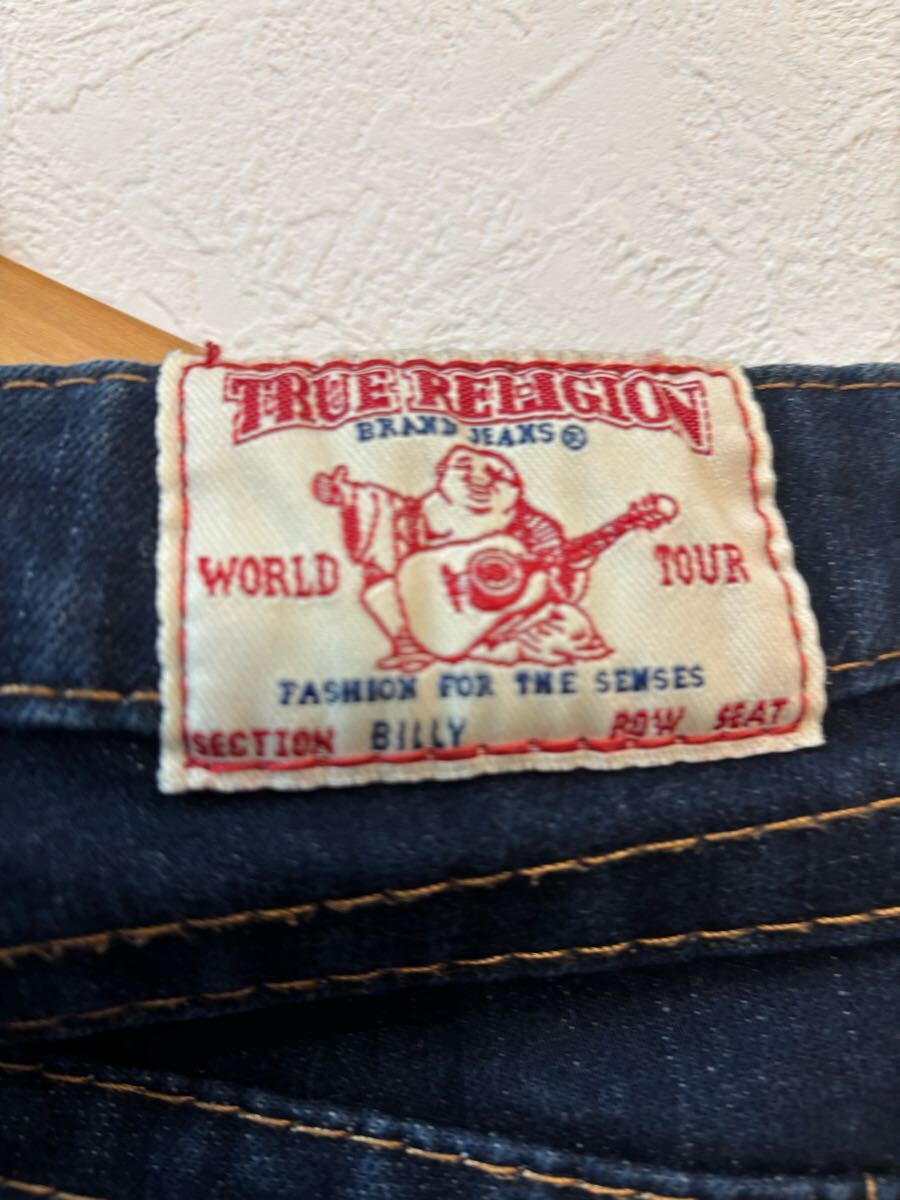 TRUE RELIGION
BRAND JEANS®
WORLD TOUR
FASHION FOR THE SENSES
SECTION BILLY ROW SEAT